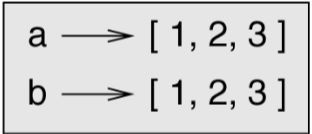 a → [ 1, 2, 3 ]
b → [ 1, 2, 3 ]